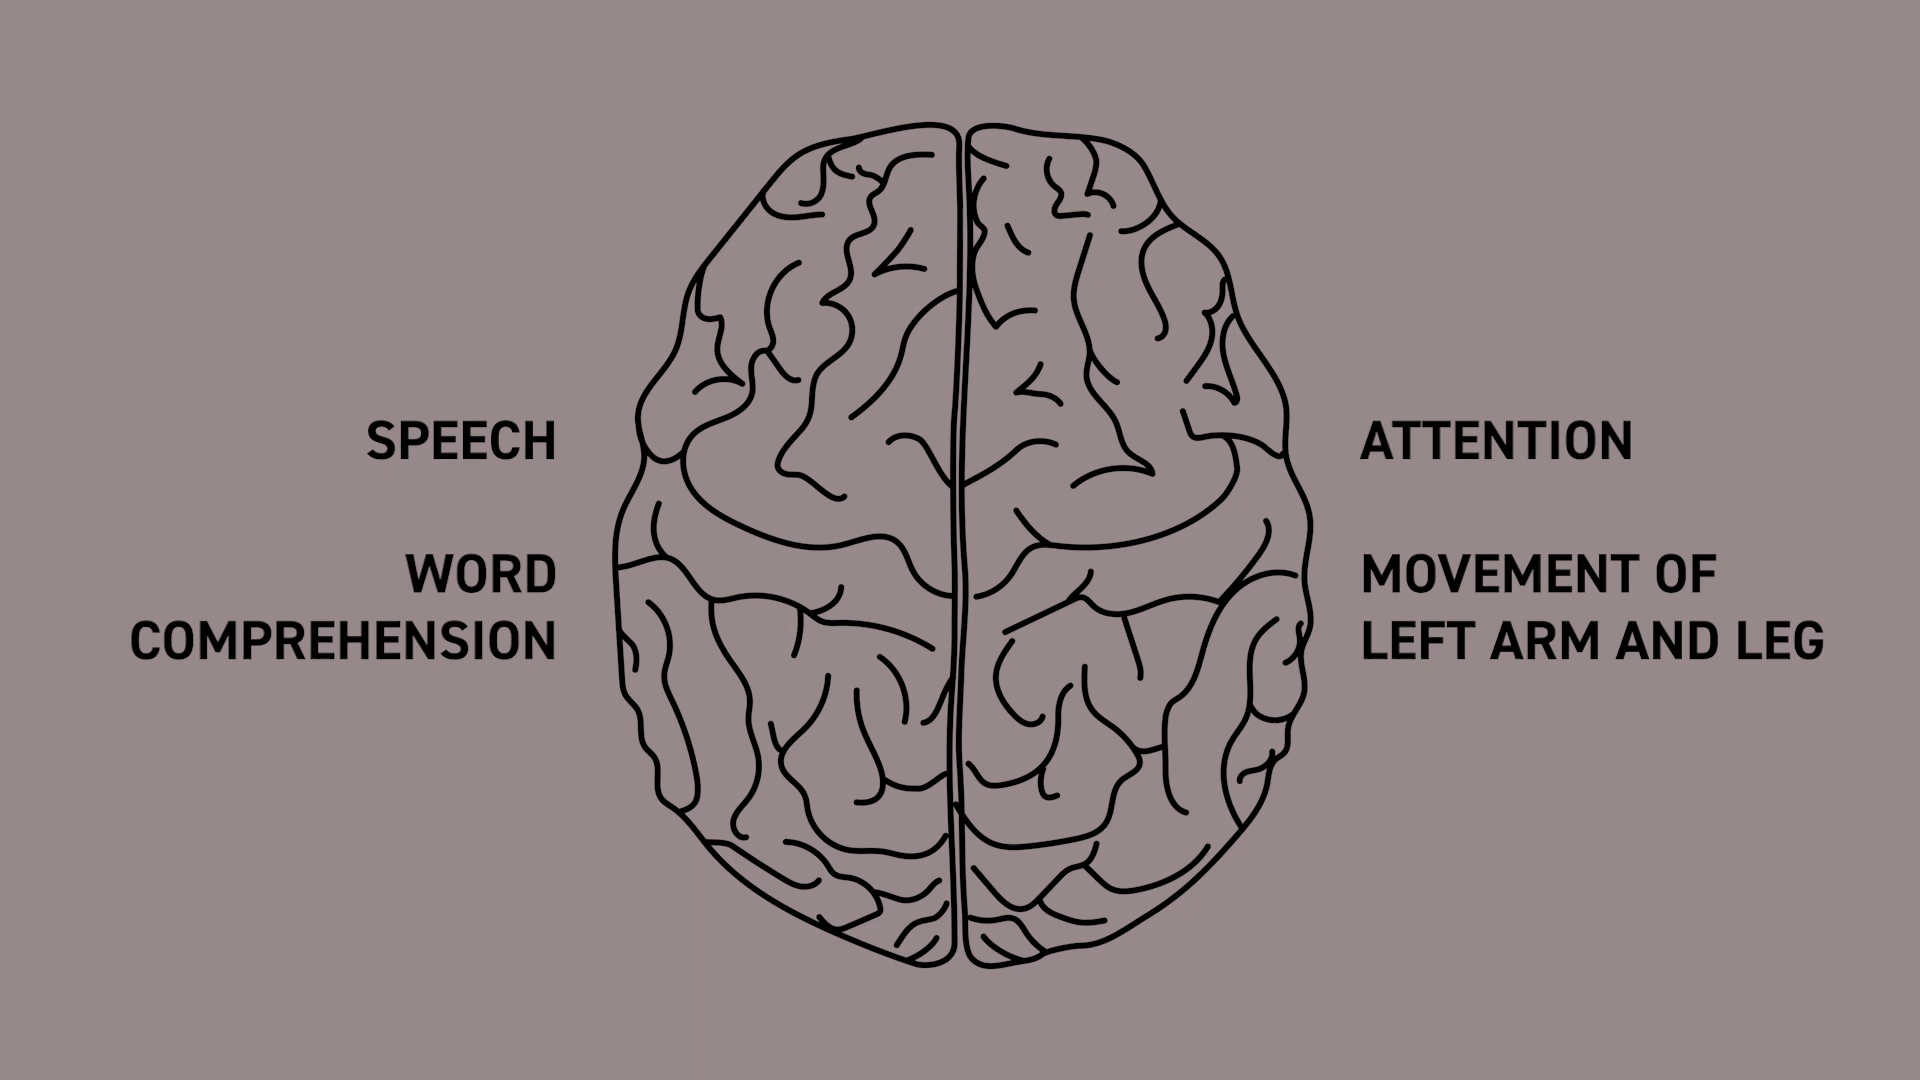 SPEECH
WORD
COMPREHENSION
ATTENTION
MOVEMENT OF
LEFT ARM AND LEG